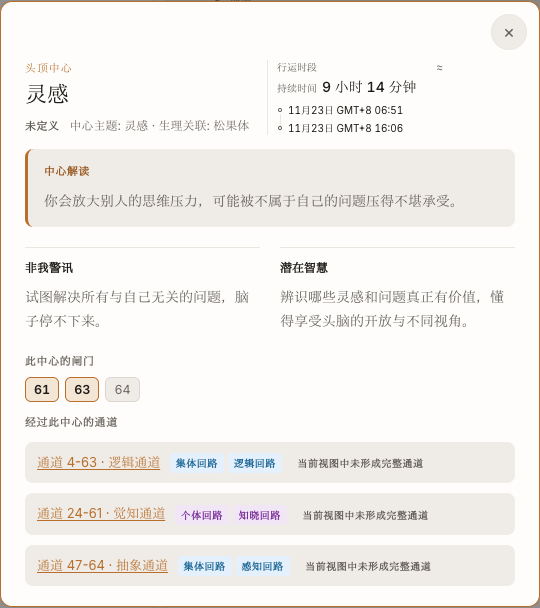 ×
头顶中心
灵感
未定义 中心主题: 灵感 · 生理关联: 松果体
行运时段 ≈
持续时间 9 小时 14 分钟
11月23日 GMT+8 06:51
11月23日 GMT+8 16:06
中心解读
你会放大别人的思维压力，可能被不属于自己的问题压得不堪承受。
非我警讯
试图解决所有与自己无关的问题，脑
子停不下来。
潜在智慧
辨识哪些灵感和问题真正有价值，懂
得享受头脑的开放与不同视角。
此中心的闸门
61 63 64
经过此中心的通道
通道 4-63 · 逻辑通道 集体回路 逻辑回路 当前视图中未形成完整通道
通道 24-61 · 觉知通道 个体回路 知晓回路 当前视图中未形成完整通道
通道 47-64 · 抽象通道 集体回路 感知回路 当前视图中未形成完整通道